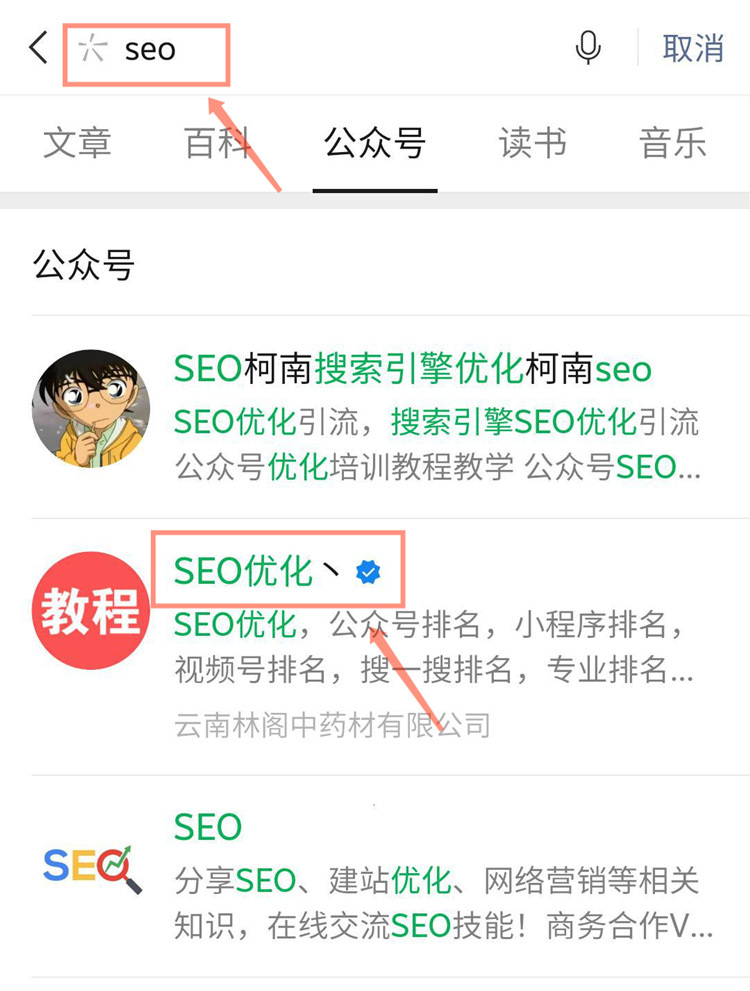 seo 取消
文章 百科 公众号 读书 音乐
公众号
SEO柯南搜索引擎优化柯南seo
SEO优化引流，搜索引擎SEO优化引流
公众号优化培训教程教学 公众号SEO...
教程
SEO优化丶
SEO优化，公众号排名，小程序排名，
视频号排名，搜一搜排名，专业排名...
云南林阁中药材有限公司
SEO
SEO
分享SEO、建站优化、网络营销等相关
知识，在线交流SEO技能！商务合作V...